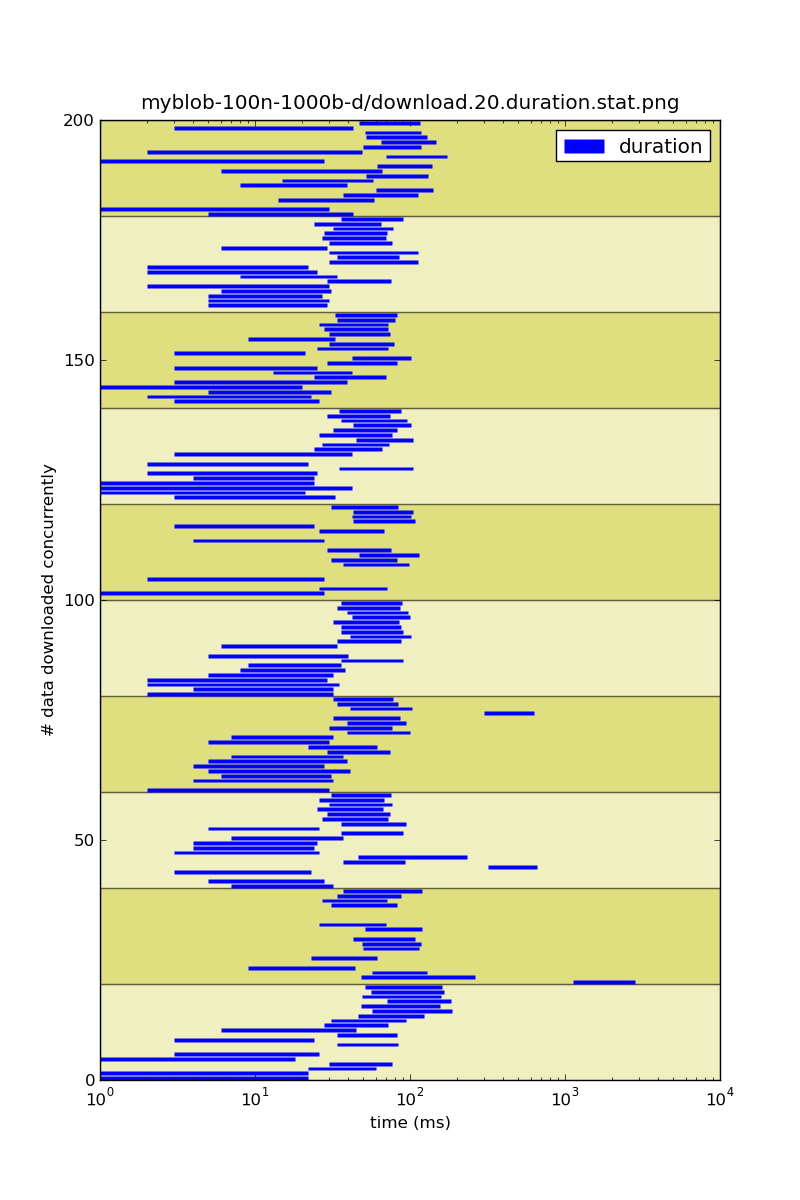 myblob-100n-1000b-d/download.20.duration.stat.png
duration
200
150
100
50
0
# data downloaded concurrently
10^0 10^1 10^2 10^3 10^4
time (ms)